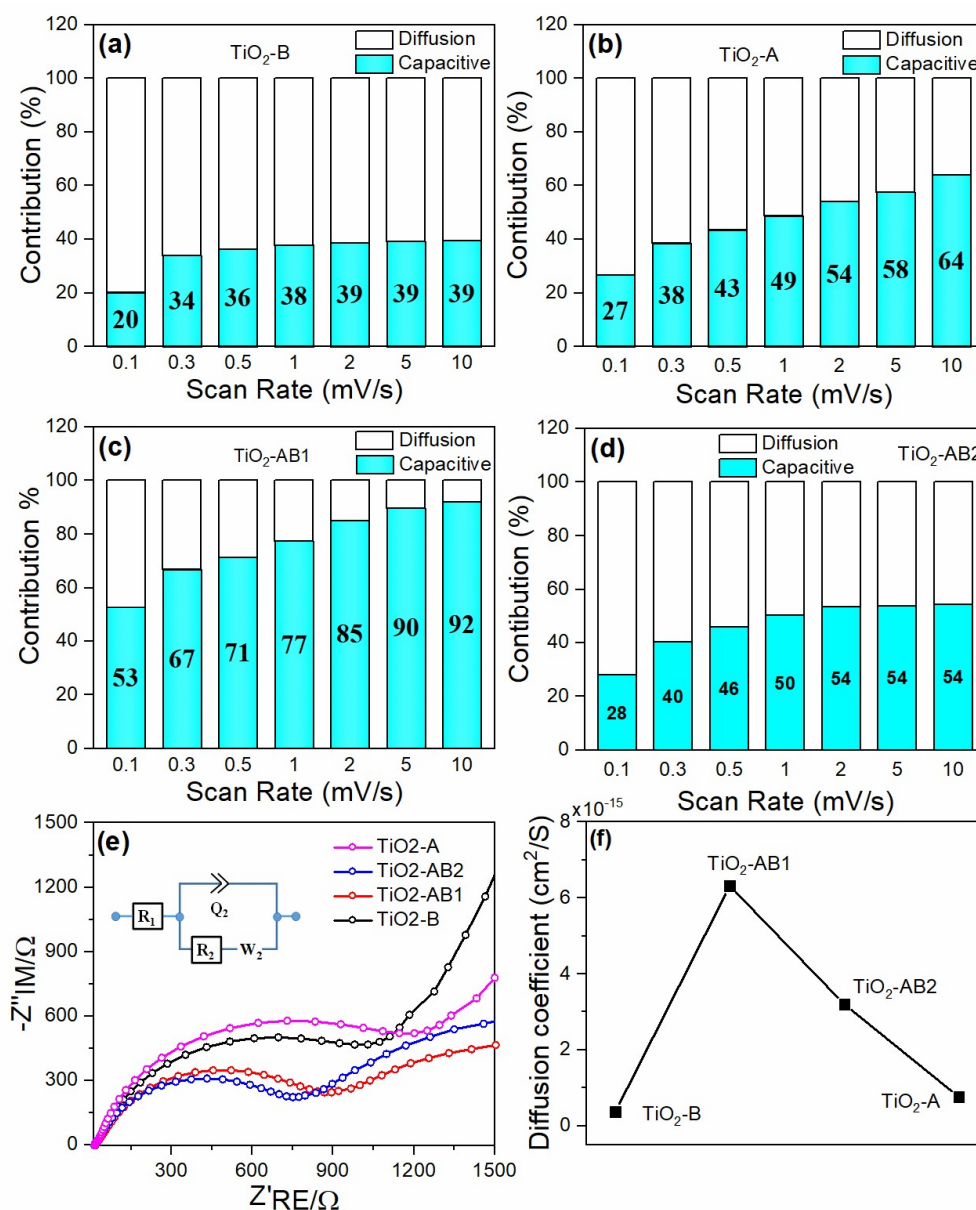 (a)
TiO2-B
Diffusion
Capacitive
Contribution (%)
120
100
80
60
40
20
0
20 34 36 38 39 39 39
0.1 0.3 0.5 1 2 5 10
Scan Rate (mV/s)
(b)
TiO2-A
Diffusion
Capacitive
Contibution (%)
120
100
80
60
40
20
0
27 38 43 49 54 58 64
0.1 0.3 0.5 1 2 5 10
Scan Rate (mV/s)
(c)
TiO2-AB1
Diffusion
Capacitive
Contribution %
120
100
80
60
40
20
0
53 67 71 77 85 90 92
0.1 0.3 0.5 1 2 5 10
Scan Rate (mV/s)
(d)
Diffusion
Capacitive
TiO2-AB2
Contibution (%)
120
100
80
60
40
20
0
28 40 46 50 54 54 54
0.1 0.3 0.5 1 2 5 10
Scan Rate (mV/s)
(e)
TiO2-A
TiO2-AB2
TiO2-AB1
TiO2-B
R1
Q2
R2 W2
-Z''IM/Ω
1500
1200
900
600
300
0
300 600 900 1200 1500
Z'RE/Ω
x10-15
(f)
Diffusion coefficient (cm2/S)
8
6
4
2
0
TiO2-AB1
TiO2-AB2
TiO2-A
TiO2-B